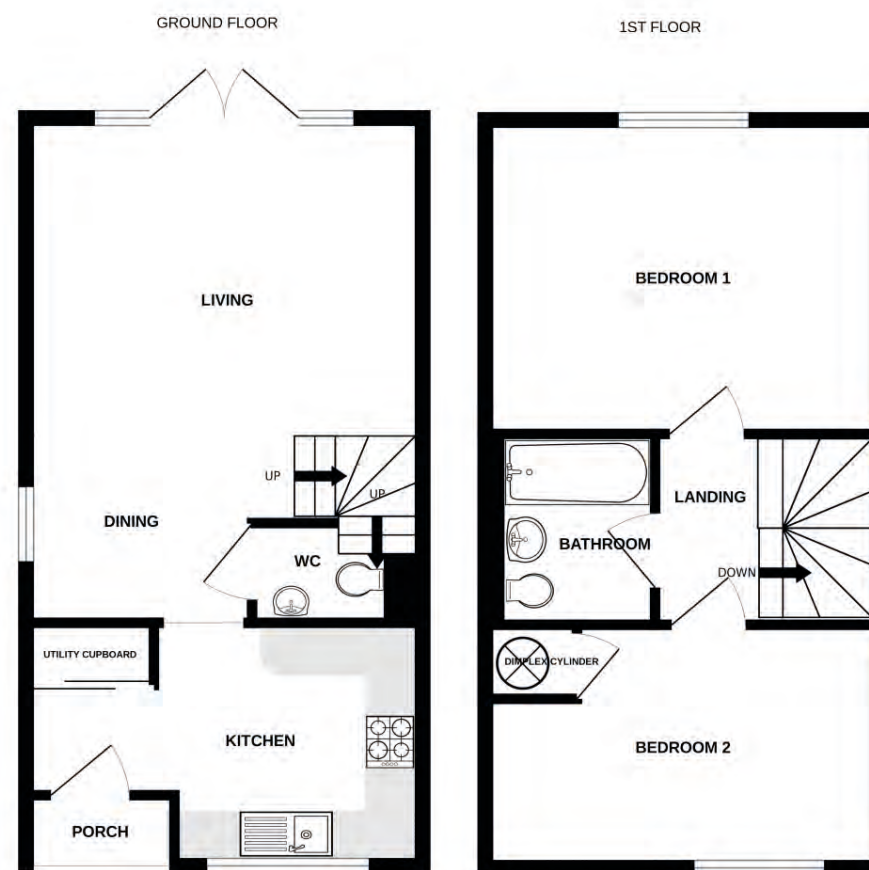 GROUND FLOOR
LIVING
UP
UP
DINING
WC
UTILITY CUPBOARD
KITCHEN
PORCH
1ST FLOOR
BEDROOM 1
LANDING
BATHROOM
DOWN
DIMPLEX CYLINDER
BEDROOM 2